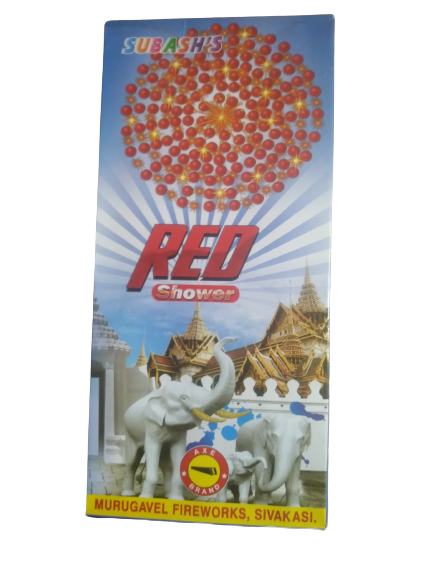 SUBASH'S
RED
Shower
AXE
BRAND
MURUGAVEL FIREWORKS, SIVAKASI.